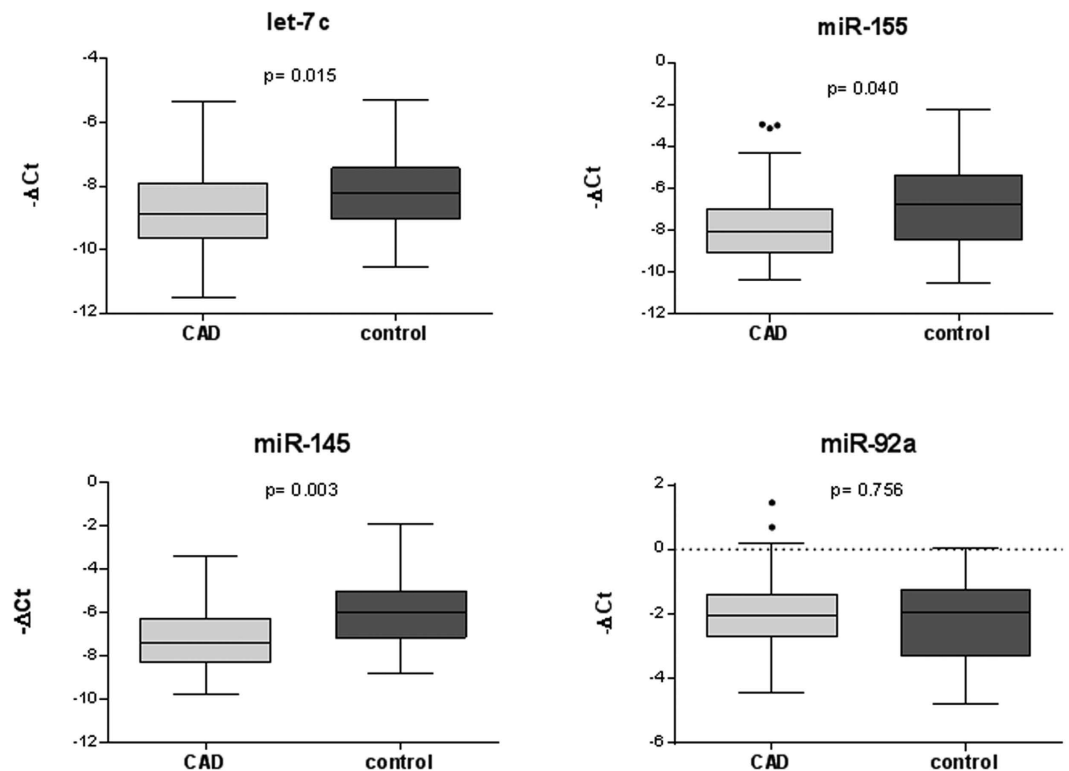 let-7c
p= 0.015
-ΔCt
-4
-6
-8
-10
-12
CAD control
miR-155
p= 0.040
-ΔCt
0
-2
-4
-6
-8
-10
-12
CAD control
miR-145
p= 0.003
-ΔCt
0
-2
-4
-6
-8
-10
-12
CAD control
miR-92a
p= 0.756
-ΔCt
2
0
-2
-4
-6
CAD control